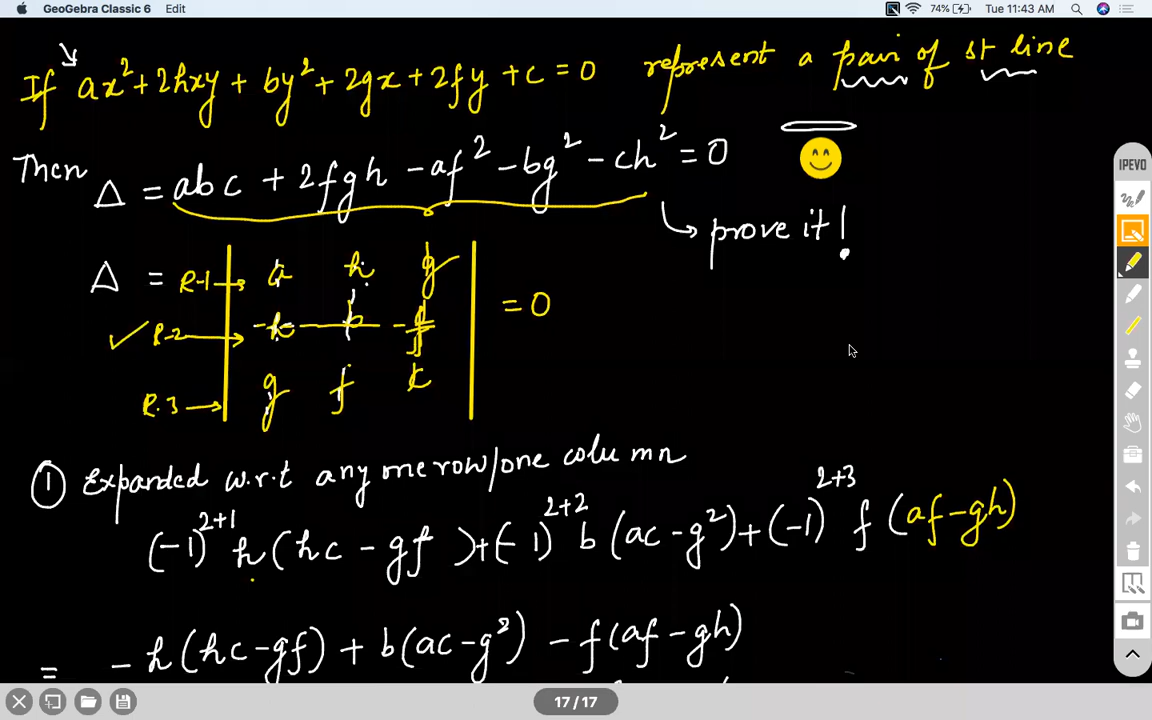 GeoGebra Classic 6 Edit 74% Tue 11:43 AM
If ax²+2hxy + by²+2gx+2fy +c=0 represent a pair of st line
IPEVO
Then Δ = abc + 2fgh -af² -bg² - ch² = 0
prove it!
Δ = R-1 → a h g
= 0
R-2 → h b f
R.3 → g f c
① Expanded w.r.t any one row/one column
(-1)²⁺¹ h(hc - gf) + (-1)²⁺² b(ac-g²) + (-1)²⁺³ f(af-gh)
= - h(hc-gf) + b(ac-g²) - f(af-gh)
17/17